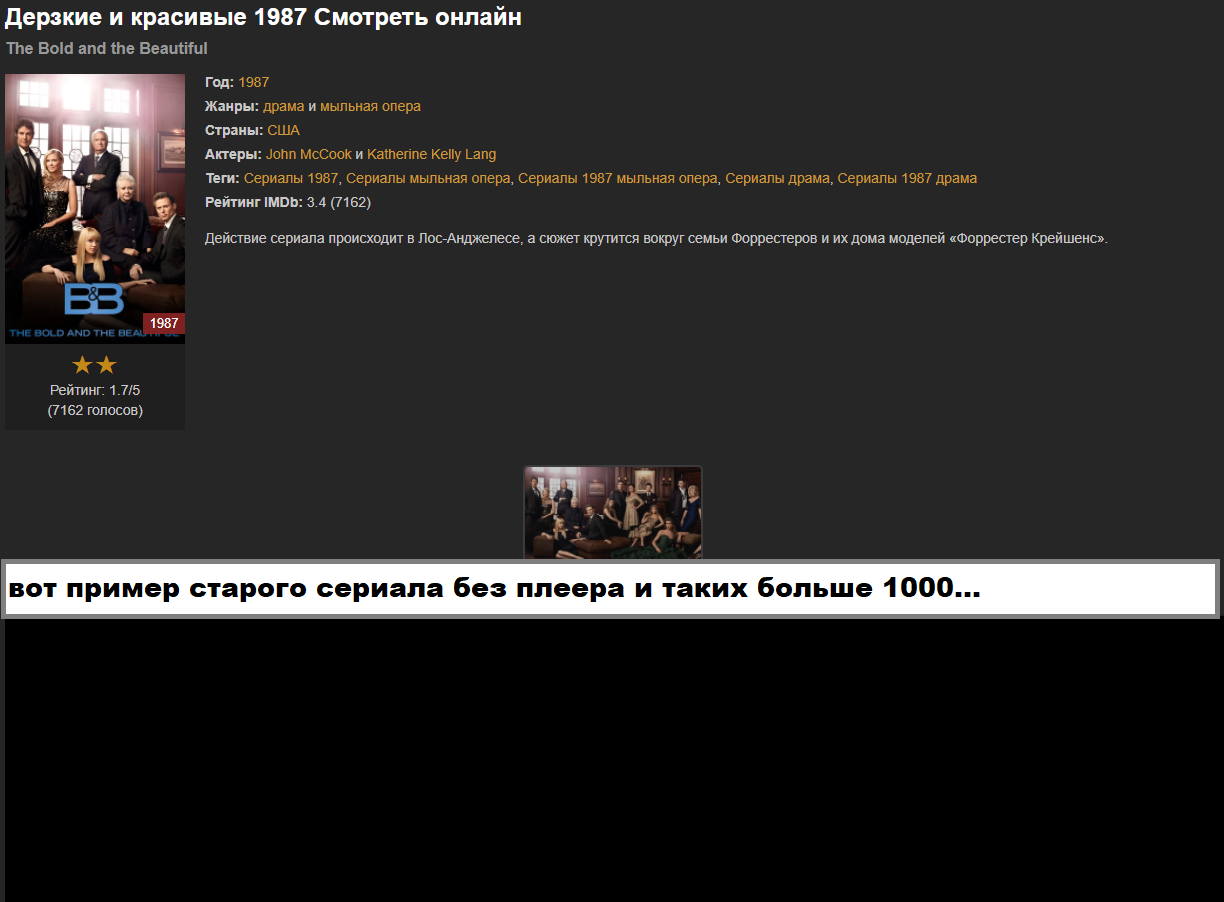 Дерзкие и красивые 1987 Смотреть онлайн
The Bold and the Beautiful
Год: 1987
Жанры: драма и мыльная опера
Страны: США
Актеры: John McCook и Katherine Kelly Lang
Теги: Сериалы 1987, Сериалы мыльная опера, Сериалы 1987 мыльная опера, Сериалы драма, Сериалы 1987 драма
Рейтинг IMDb: 3.4 (7162)
Действие сериала происходит в Лос-Анджелесе, а сюжет крутится вокруг семьи Форрестеров и их дома моделей «Форрестер Крейшенс».
B&B
1987
THE BOLD AND THE BEAUTIFUL
Рейтинг: 1.7/5
(7162 голосов)
вот пример старого сериала без плеера и таких больше 1000...